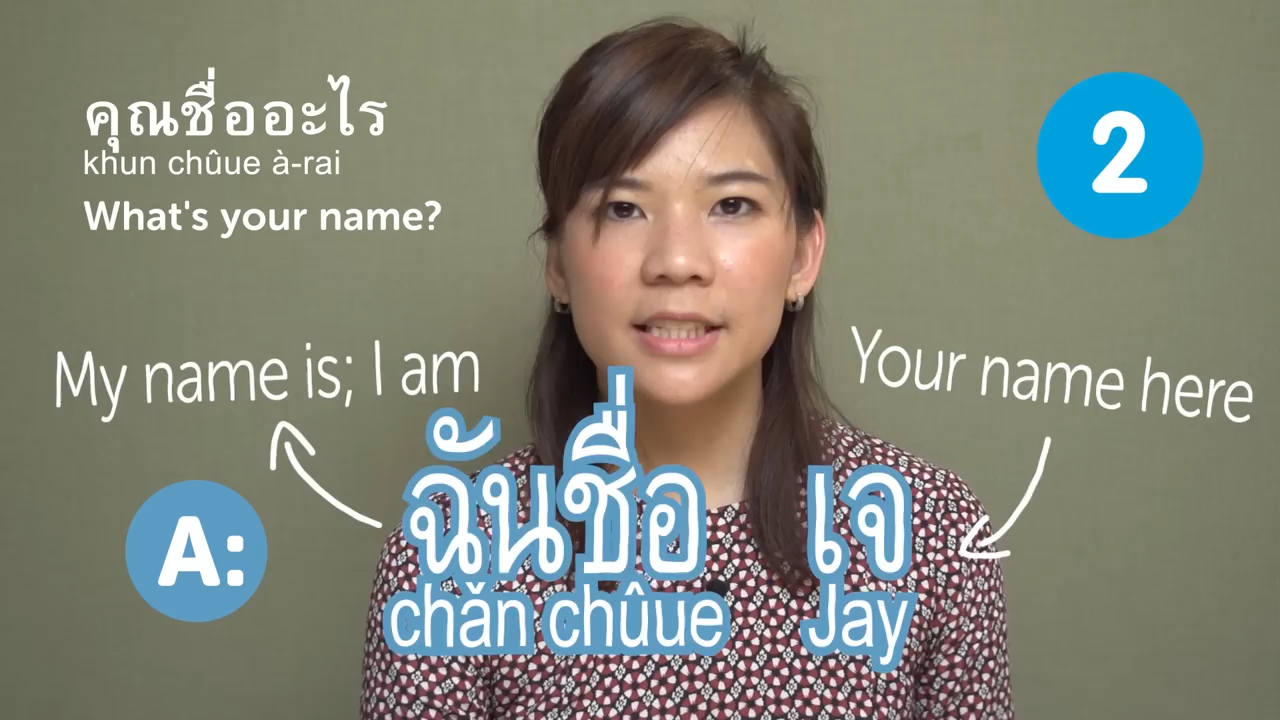 คุณชื่ออะไร
khun chûue à-rai
What's your name?
2
My name is; I am
Your name here
A:
ฉันชื่อ เจ
chǎn chûue Jay